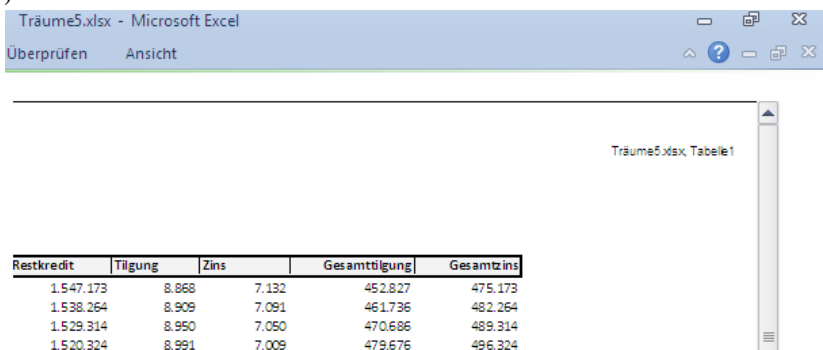 Träume5.xlsx - Microsoft Excel
Überprüfen Ansicht
Träume5.xlsx, Tabelle1
Restkredit Tilgung Zins Gesamttilgung Gesamtzins
1.547.173 8.868 7.132 452.827 475.173
1.538.264 8.909 7.091 461.736 482.264
1.529.314 8.950 7.050 470.686 489.314
1.520.324 8.991 7.009 479.676 496.324